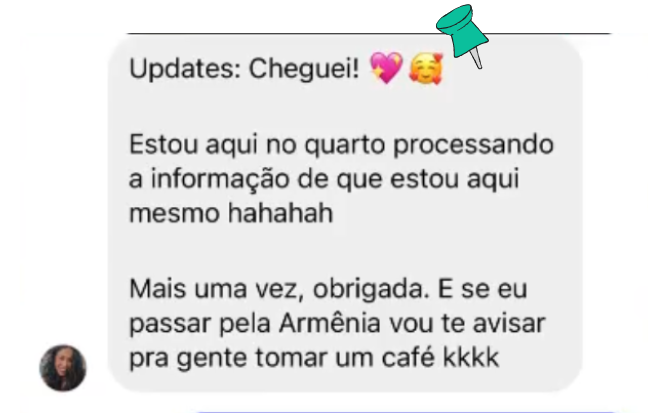 Updates: Cheguei! 💖 🥰
Estou aqui no quarto processando
a informação de que estou aqui
mesmo hahahah
Mais uma vez, obrigada. E se eu
passar pela Armênia vou te avisar
pra gente tomar um café kkkk